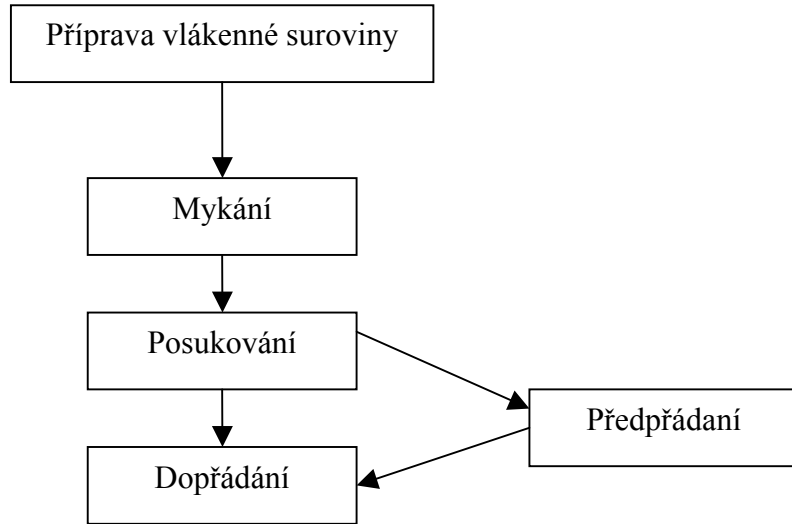 Příprava vlákenné suroviny
Mykání
Posukování
Předpřádaní
Dopřádání